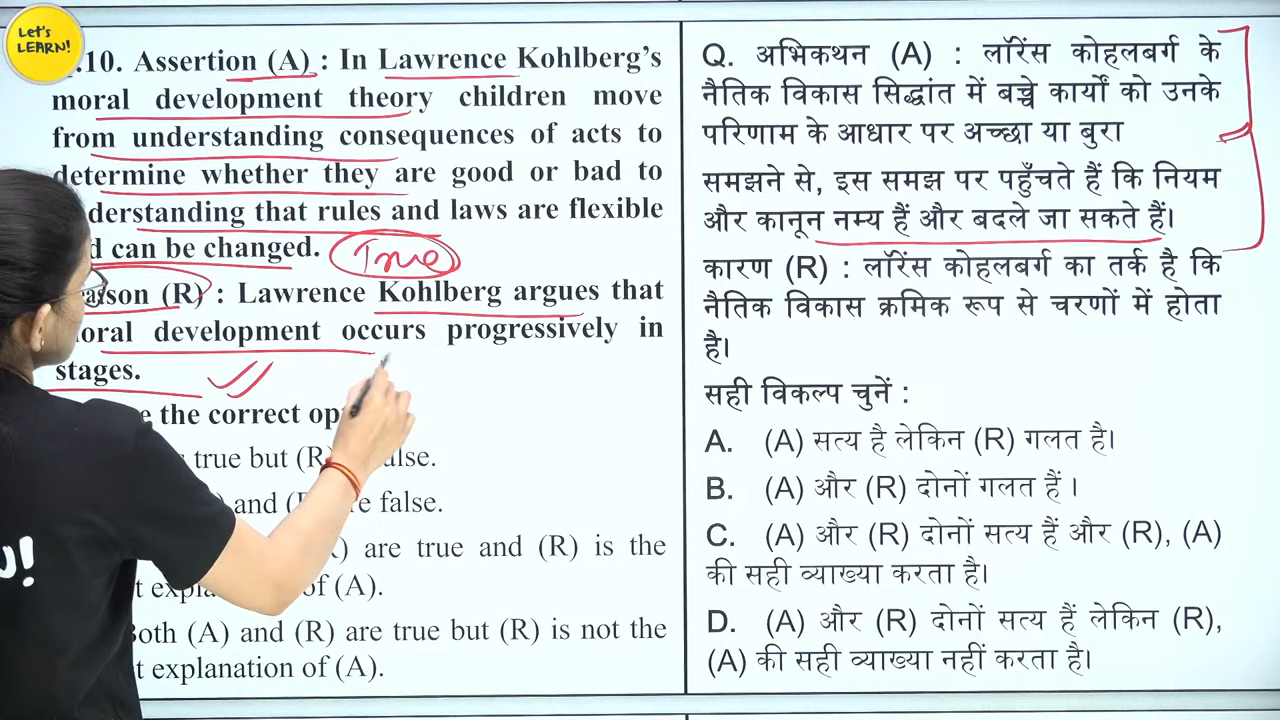 Let's
LEARN!
.10. Assertion (A) : In Lawrence Kohlberg's
moral development theory children move
from understanding consequences of acts to
determine whether they are good or bad to
understanding that rules and laws are flexible
can be changed. True
(R) : Lawrence Kohlberg argues that
moral development occurs progressively in
stages.
the correct
true but (R)
and are false.
are true and (R) is the
of (A).
Both (A) and (R) are true but (R) is not the
explanation of (A).
U!
Q. अभिकथन (A) : लॉरेंस कोहलबर्ग के
नैतिक विकास सिद्धांत में बच्चे कार्यों को उनके
परिणाम के आधार पर अच्छा या बुरा
समझने से, इस समझ पर पहुँचते हैं कि नियम
और कानून नम्य हैं और बदले जा सकते हैं।
कारण (R) : लॉरेंस कोहलबर्ग का तर्क है कि
नैतिक विकास क्रमिक रूप से चरणों में होता
है।
सही विकल्प चुनें :
A. (A) सत्य है लेकिन (R) गलत है।
B. (A) और (R) दोनों गलत हैं ।
C. (A) और (R) दोनों सत्य हैं और (R), (A)
की सही व्याख्या करता है।
D. (A) और (R) दोनों सत्य हैं लेकिन (R),
(A) की सही व्याख्या नहीं करता है।